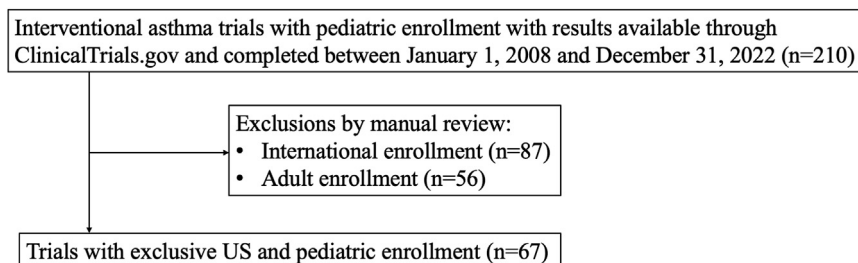 Interventional asthma trials with pediatric enrollment with results available through
ClinicalTrials.gov and completed between January 1, 2008 and December 31, 2022 (n=210)
Exclusions by manual review:
• International enrollment (n=87)
• Adult enrollment (n=56)
Trials with exclusive US and pediatric enrollment (n=67)